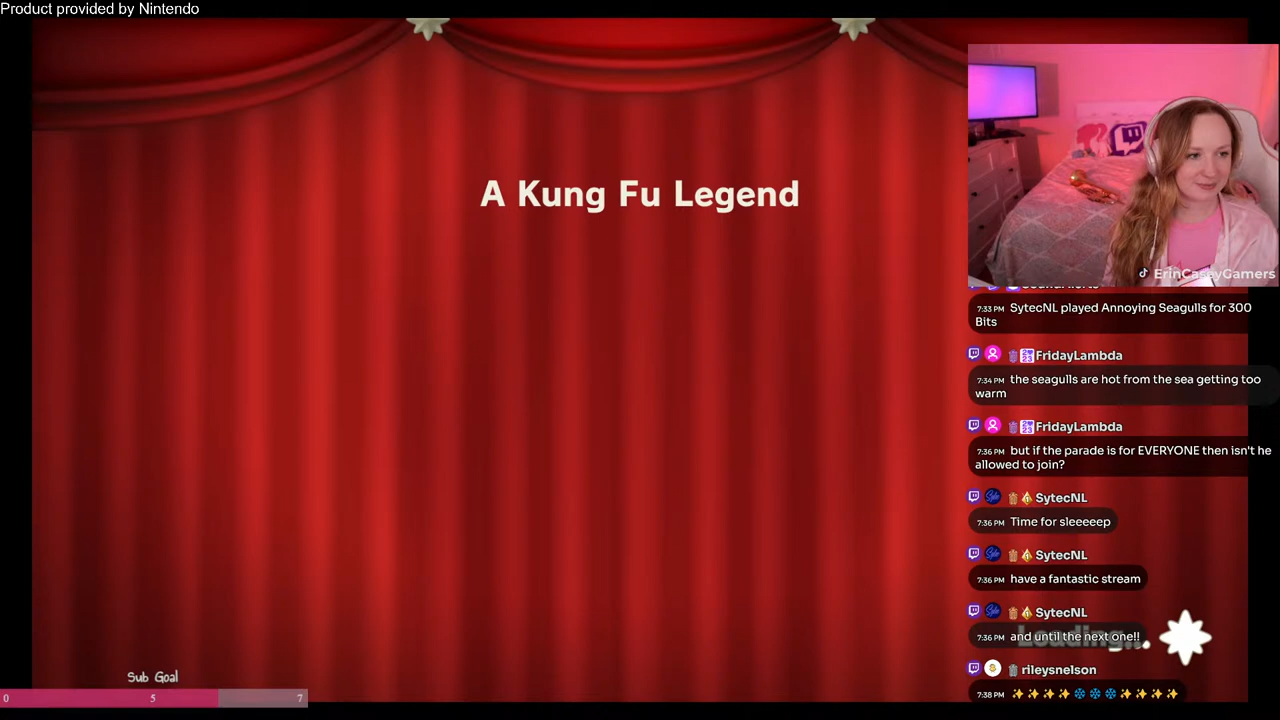 Product provided by Nintendo
A Kung Fu Legend
ErinCaseyGamers
7:33 PM SytecNL played Annoying Seagulls for 300
Bits
FridayLambda
7:34 PM the seagulls are hot from the sea getting too
warm
FridayLambda
7:36 PM but if the parade is for EVERYONE then isn't he
allowed to join?
SytecNL
7:36 PM Time for sleeeeep
SytecNL
7:36 PM have a fantastic stream
SytecNL
7:36 PM and until the next one!!
Loading...
rileysnelson
7:38 PM
Sub Goal
0 5 7